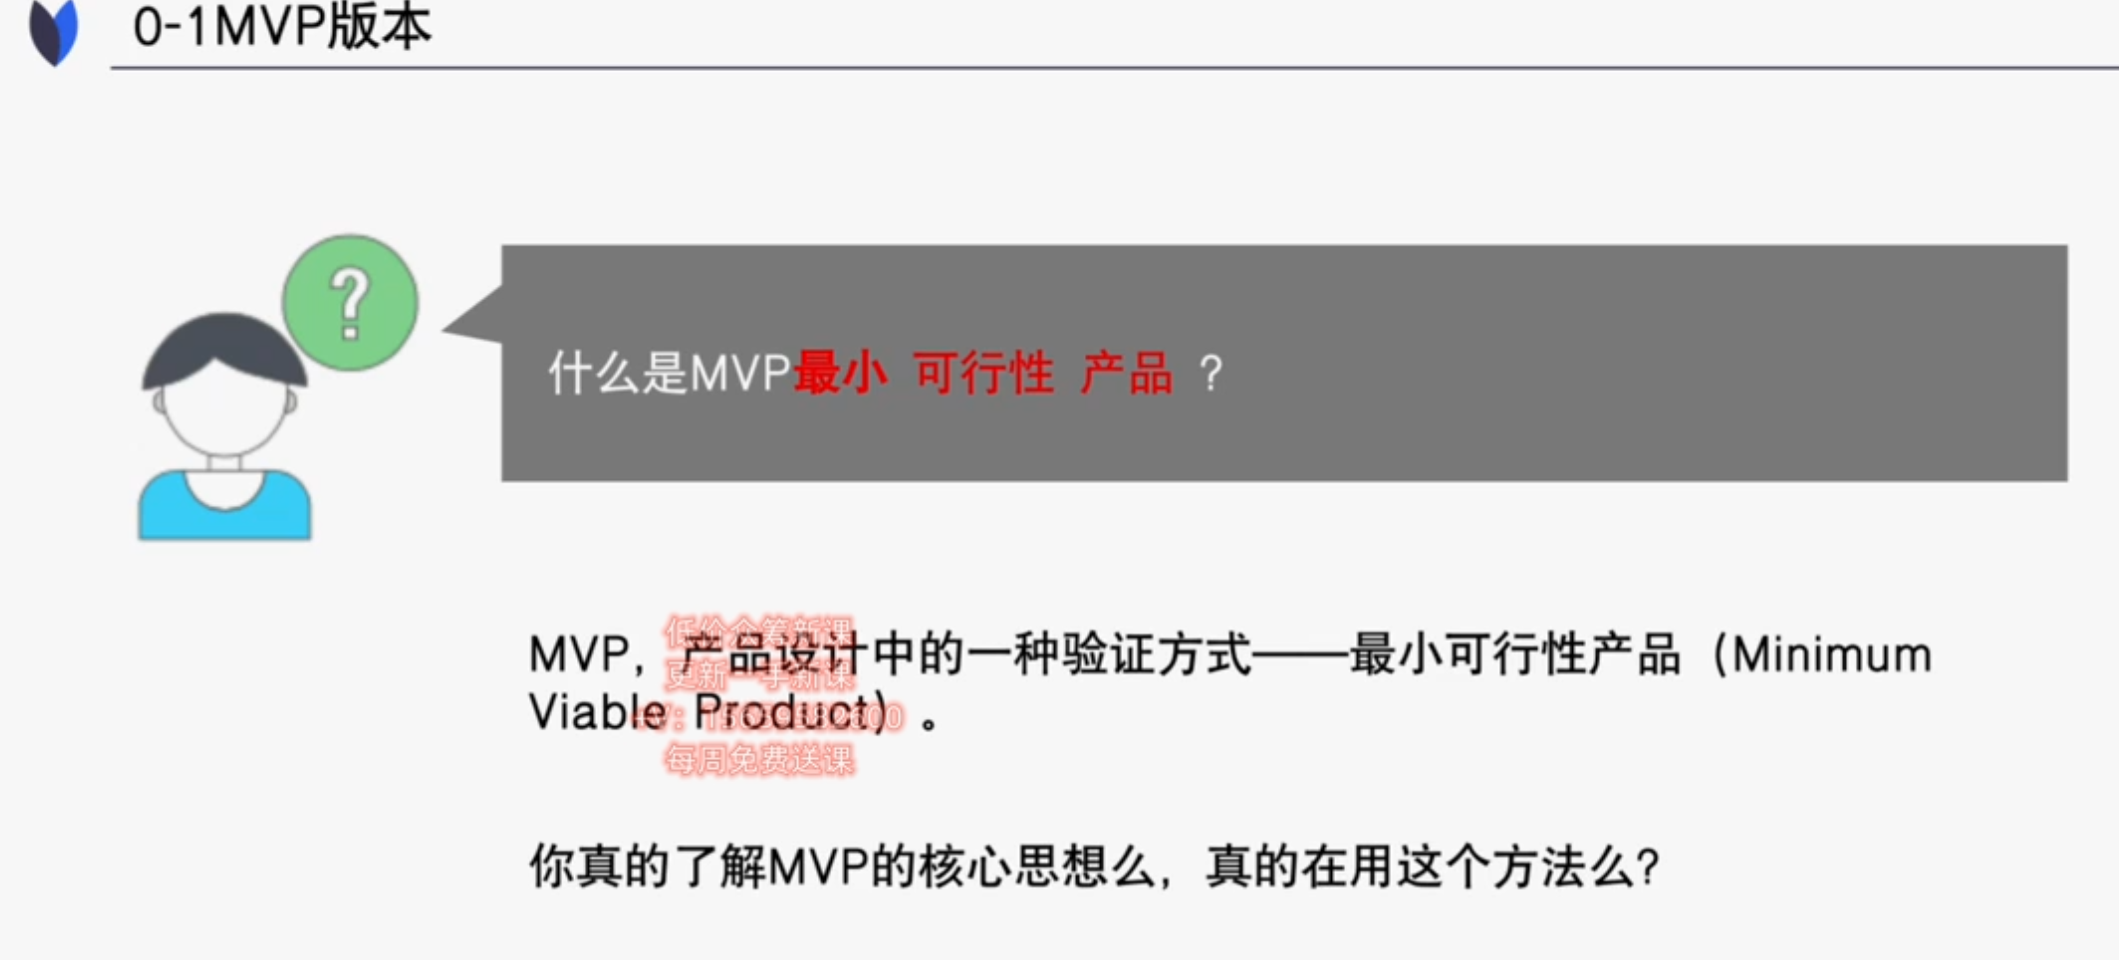 0-1MVP版本
?
什么是MVP最小 可行性 产品 ？
MVP，产品设计中的一种验证方式——最小可行性产品（Minimum
Viable Product）。
低价众筹新课
更新一手新课
每周免费送课
你真的了解MVP的核心思想么，真的在用这个方法么？